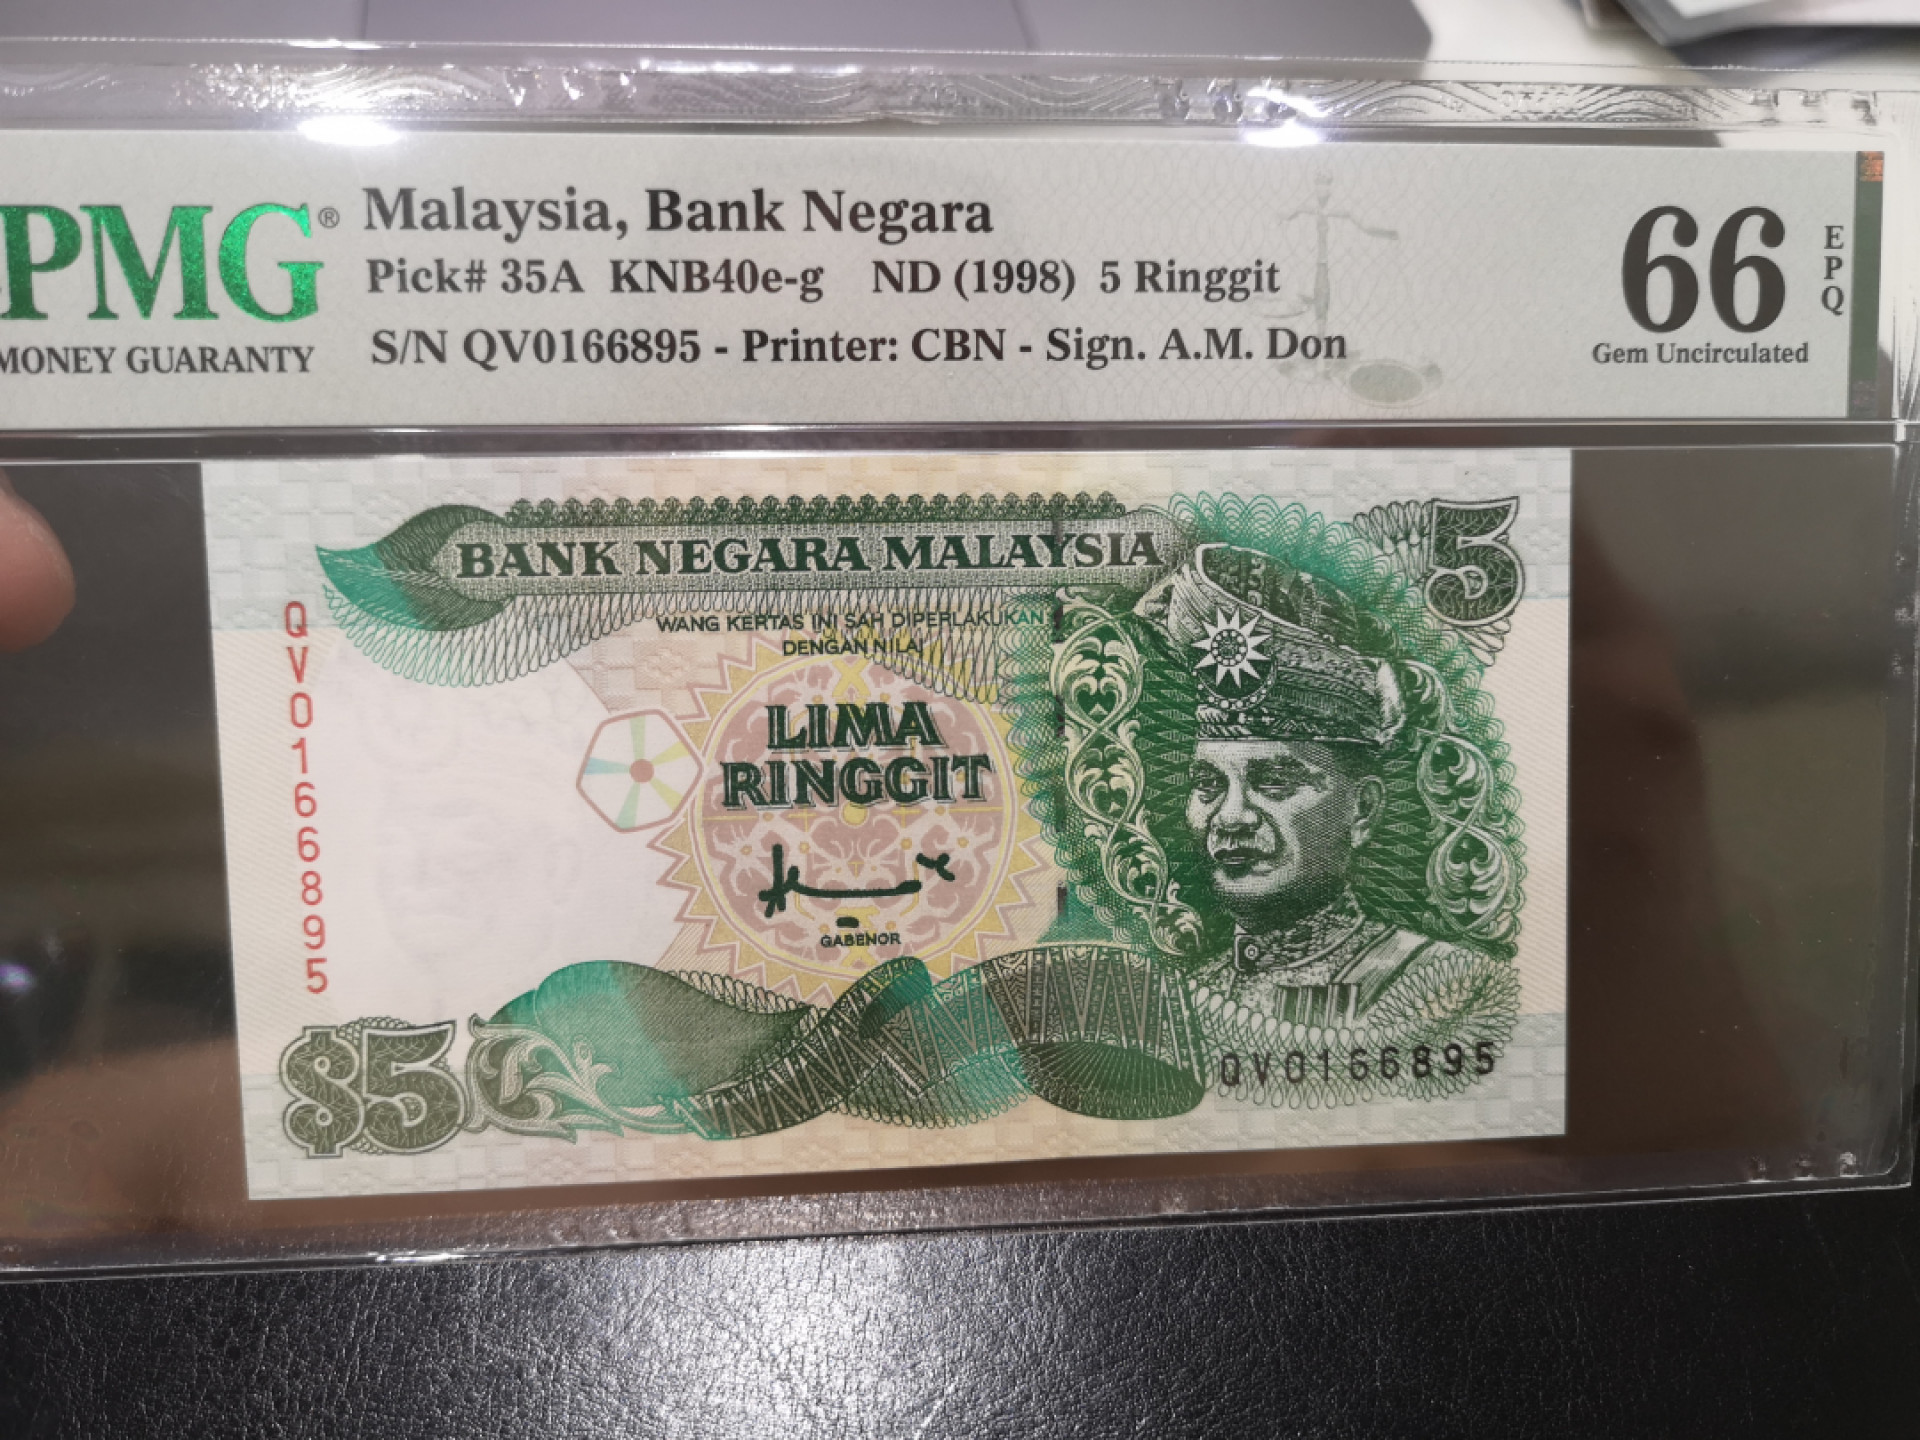 PMG®
MONEY GUARANTY
Malaysia, Bank Negara
Pick# 35A KNB40e-g ND (1998) 5 Ringgit
S/N QV0166895 - Printer: CBN - Sign. A.M. Don
66
EPQ
Gem Uncirculated
BANK NEGARA MALAYSIA
5
WANG KERTAS INI SAH DIPERLAKUKAN
DENGAN NILAI
LIMA
RINGGIT
GABENOR
QV0166895
$5
QV0166895